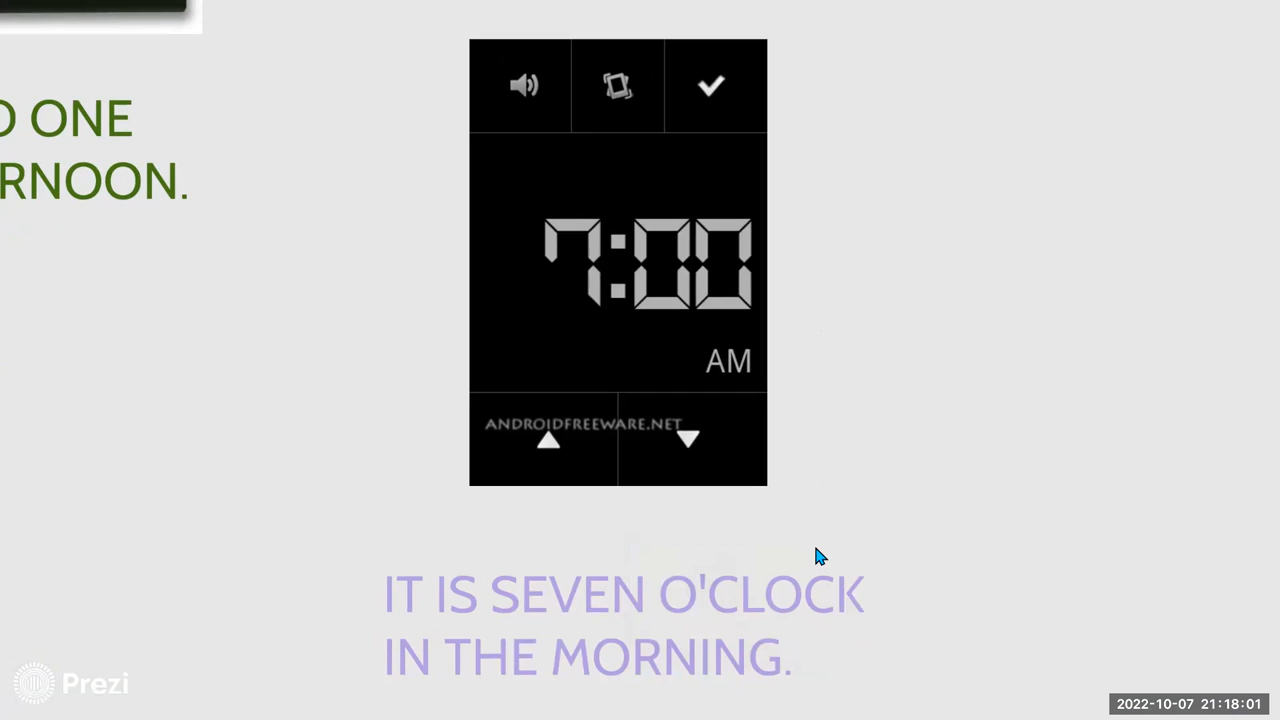 O ONE
RNOON.
7:00
AM
ANDROIDFREEWARE.NET
IT IS SEVEN O'CLOCK
IN THE MORNING.
Prezi
2022-10-07 21:18:01